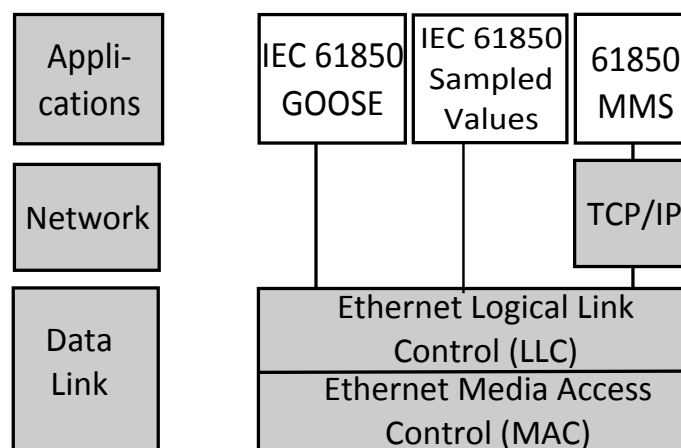 Appli-
cations
IEC 61850
GOOSE
IEC 61850
Sampled
Values
61850
MMS
Network
TCP/IP
Data
Link
Ethernet Logical Link
Control (LLC)
Ethernet Media Access
Control (MAC)